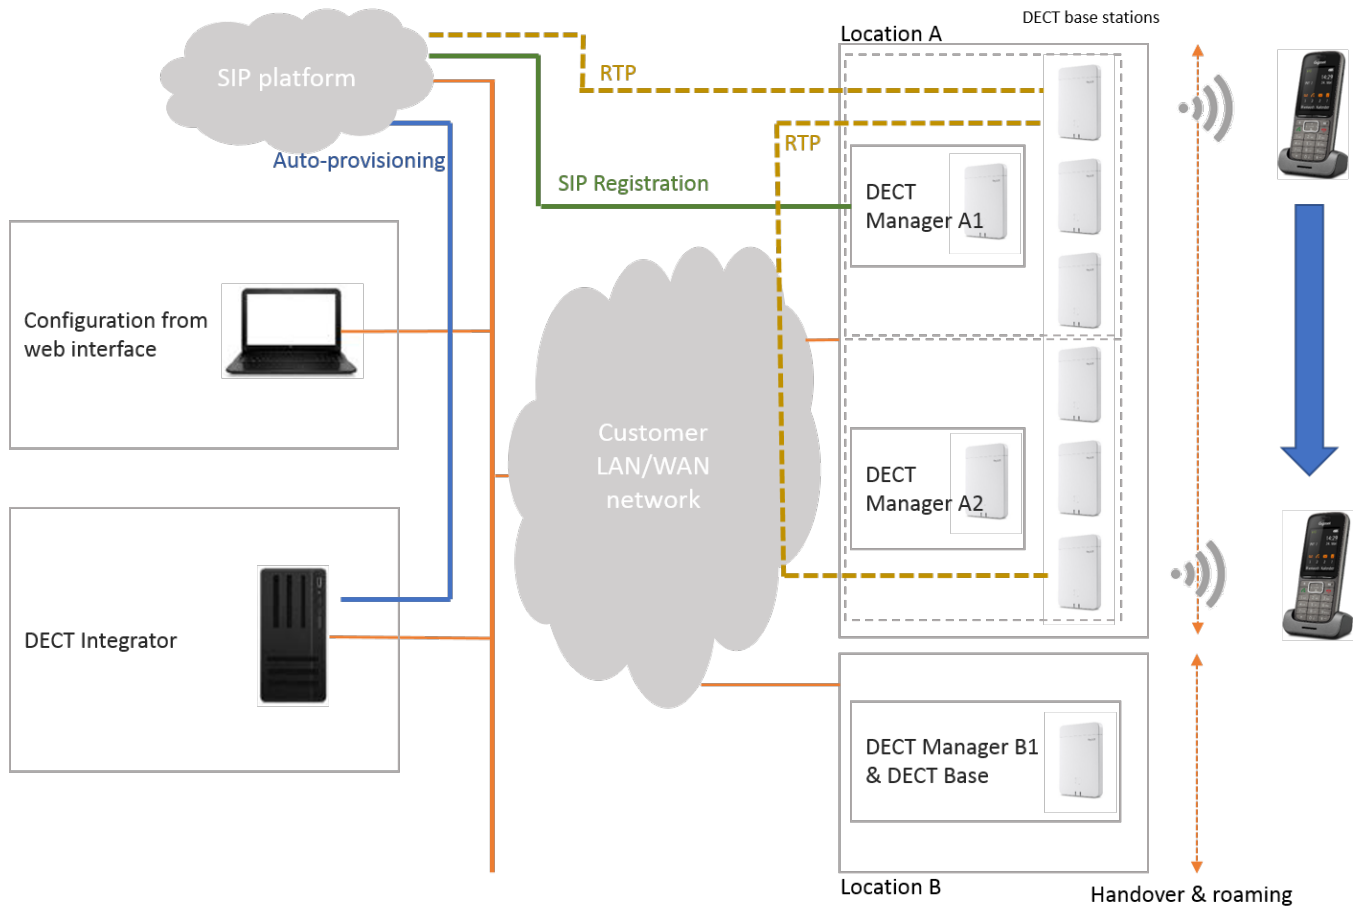 DECT base stations
Location A
SIP platform
RTP
RTP
Auto-provisioning
SIP Registration
DECT
Manager A1
Configuration from
web interface
Customer
LAN/WAN
network
DECT
Manager A2
DECT Integrator
DECT Manager B1
& DECT Base
Location B
Handover & roaming